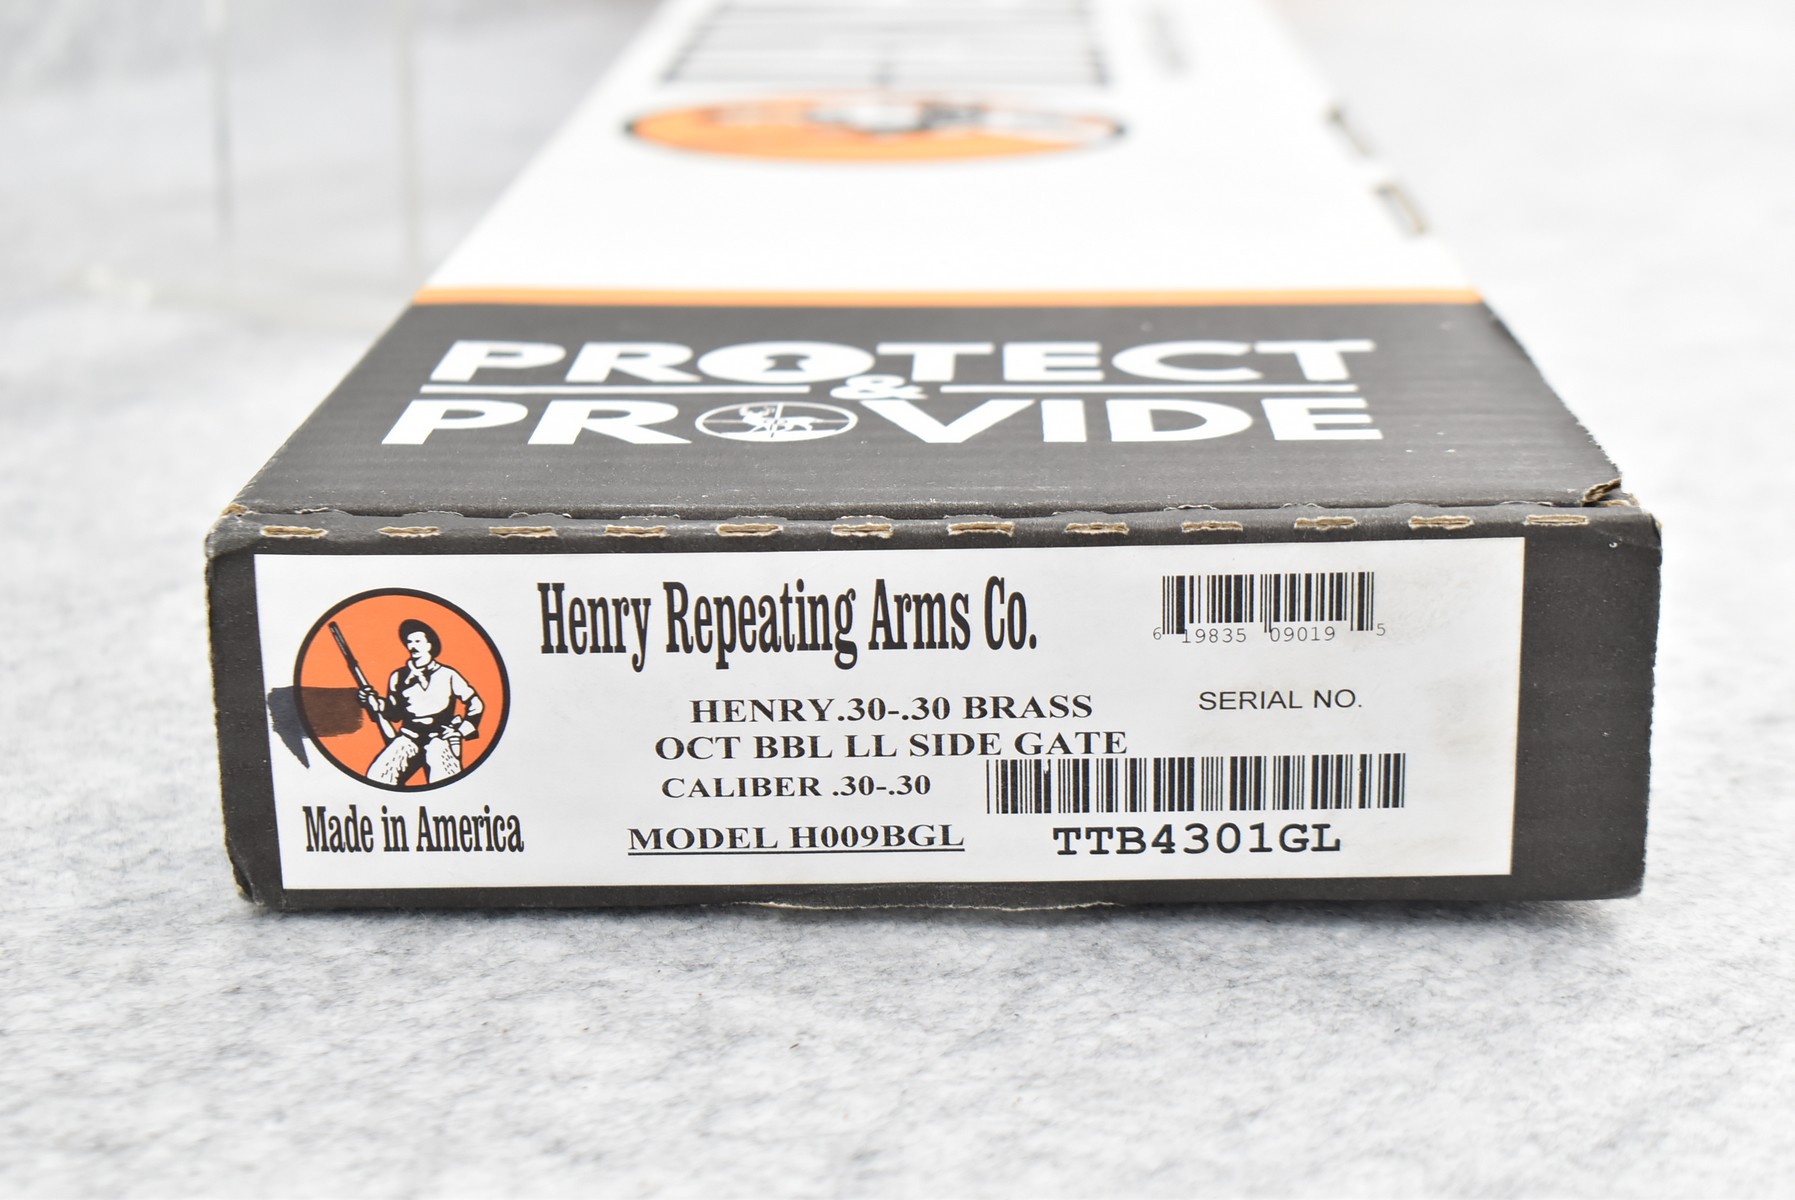 PROTECT
&
PROVIDE
Henry Repeating Arms Co.
6 19835 09019 5
HENRY.30-.30 BRASS
SERIAL NO.
OCT BBL LL SIDE GATE
CALIBER .30-.30
MODEL H009BGL
TTB4301GL
Made in America